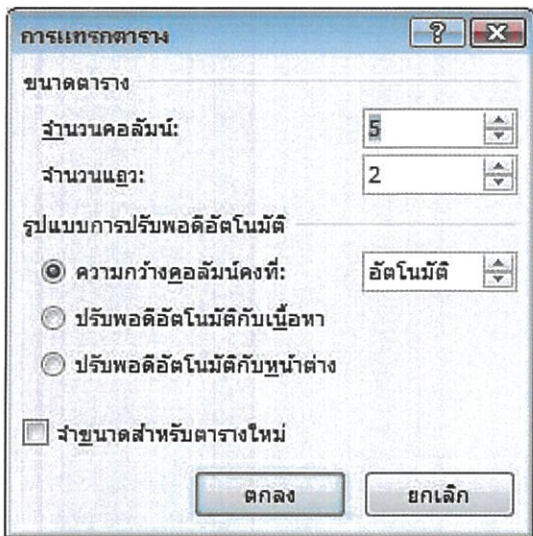 การแทรกตาราง
ขนาดตาราง
จำนวนคอลัมน์: 5
จำนวนแถว: 2
รูปแบบการปรับพอดีอัตโนมัติ
ความกว้างคอลัมน์คงที่: อัตโนมัติ
ปรับพอดีอัตโนมัติกับเนื้อหา
ปรับพอดีอัตโนมัติกับหน้าต่าง
จำขนาดสำหรับตารางใหม่
ตกลง ยกเลิก